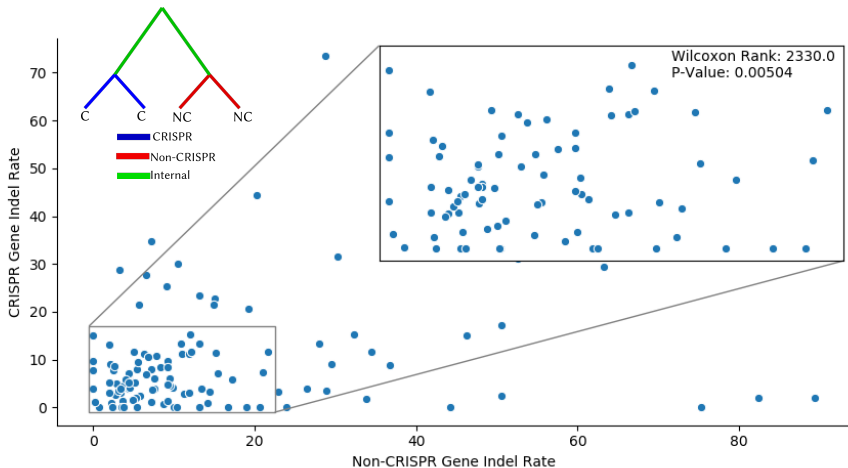 Wilcoxon Rank: 2330.0
P-Value: 0.00504
C C NC NC
CRISPR
Non-CRISPR
Internal
CRISPR Gene Indel Rate
70
60
50
40
30
20
10
0
0 20 40 60 80
Non-CRISPR Gene Indel Rate